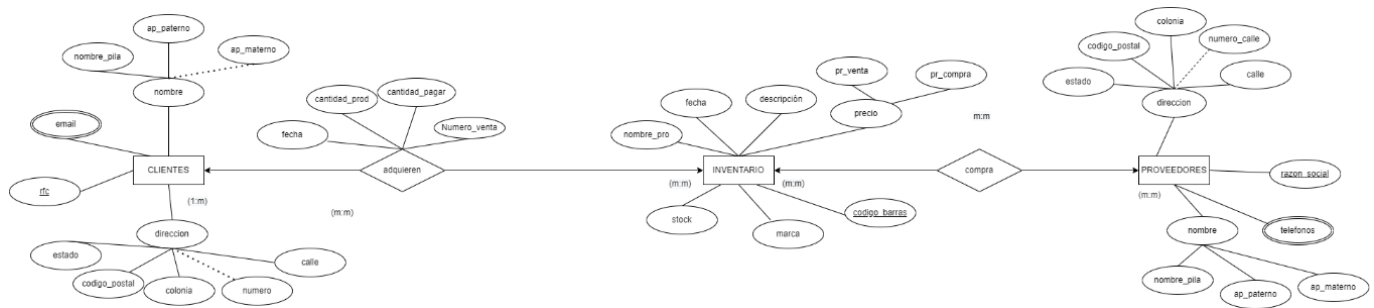 ap_paterno
nombre_pila
ap_materno
nombre
email
CLIENTES
rfc
(1:m)
direccion
estado
codigo_postal
colonia
numero
calle
cantidad_prod
cantidad_pagar
fecha
Numero_venta
adquieren
(m:m)
(m:m)
pr_venta
pr_compra
fecha
descripción
precio
nombre_pro
INVENTARIO
(m:m)
stock
marca
codigo_barras
m:m
compra
colonia
codigo_postal
numero_calle
estado
calle
direccion
PROVEEDORES
(m:m)
razon_social
telefonos
nombre
nombre_pila
ap_paterno
ap_materno